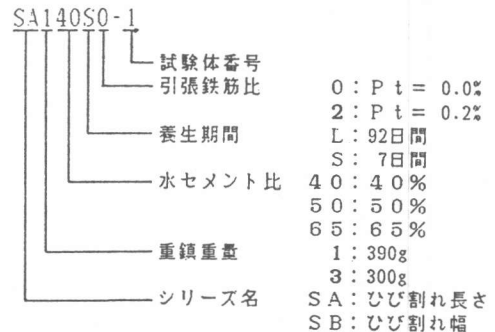 SA140S0-1
試験体番号
引張鉄筋比 0:Pt= 0.0%
2:Pt= 0.2%
養生期間 L:92日間
S: 7日間
水セメント比 40:40%
50:50%
65:65%
重鎮重量 1:390g
3:300g
シリーズ名 SA:ひび割れ長さ
SB:ひび割れ幅